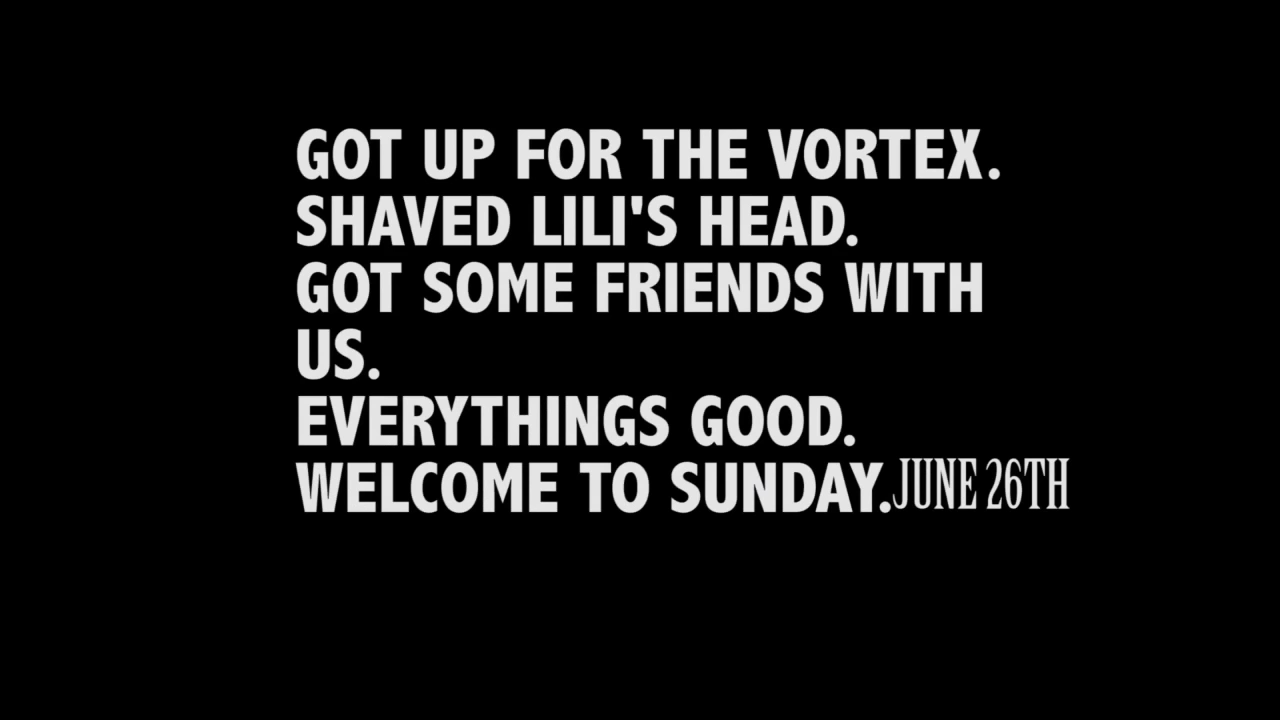 GOT UP FOR THE VORTEX.
SHAVED LILI'S HEAD.
GOT SOME FRIENDS WITH
US.
EVERYTHINGS GOOD.
WELCOME TO SUNDAY.JUNE 26TH